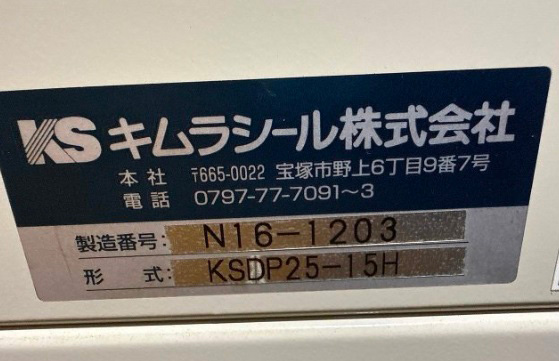 KS キムラシール株式会社
本社 〒665-0022 宝塚市野上6丁目9番7号
電話 0797-77-7091~3
製造番号: N16-1203
形 式: KSDP25-15H